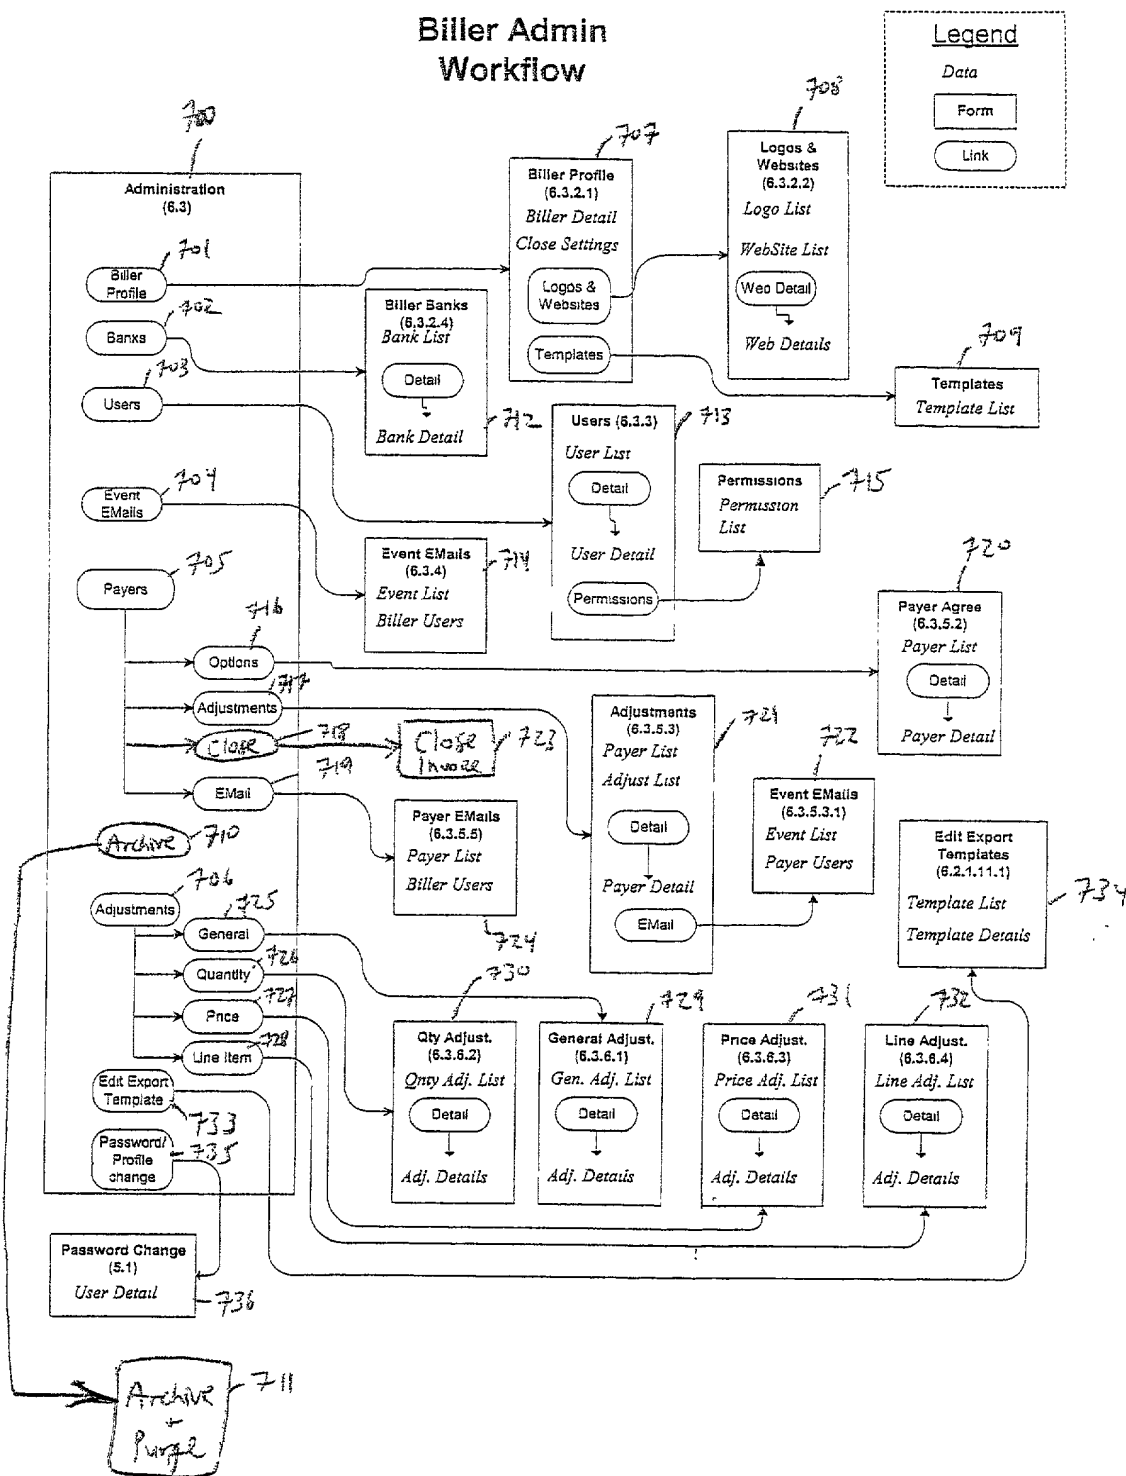 Biller Admin
Workflow
Legend
Data
Form
Link
700
Administration
(6.3)
701
Biller
Profile
702
Banks
703
Users
704
Event
EMails
705
Payers
716
Options
717
Adjustments
718
Close
719
EMail
710
Archive
706
Adjustments
725
General
726
Quantity
727
Price
728
Line Item
Edit Export
Template
733
Password/
Profile
change
735
707
Biller Profile
(6.3.2.1)
Biller Detail
Close Settings
Logos &
Websites
Templates
708
Logos &
Websites
(6.3.2.2)
Logo List
WebSite List
Web Detail
Web Details
709
Templates
Template List
Biller Banks
(6.3.2.4)
Bank List
Detail
Bank Detail
712
Users (6.3.3)
713
User List
Detail
User Detail
Permissions
Permissions
Permission
List
715
Event EMails
(6.3.4)
Event List
Biller Users
714
720
Payer Agree
(6.3.5.2)
Payer List
Detail
Payer Detail
Close
Invoice
723
Adjustments
(6.3.5.3)
Payer List
Adjust List
Detail
Payer Detail
EMail
721
722
Event EMails
(6.3.5.3.1)
Event List
Payer Users
Payer EMails
(6.3.5.5)
Payer List
Biller Users
724
Edit Export
Templates
(6.2.1.11.1)
Template List
Template Details
734
730
Qty Adjust.
(6.3.6.2)
Qnty Adj. List
Detail
Adj. Details
729
General Adjust.
(6.3.6.1)
Gen. Adj. List
Detail
Adj. Details
731
Price Adjust.
(6.3.6.3)
Price Adj. List
Detail
Adj. Details
732
Line Adjust.
(6.3.6.4)
Line Adj. List
Detail
Adj. Details
Password Change
(5.1)
User Detail
736
Archive
+
Purge
711